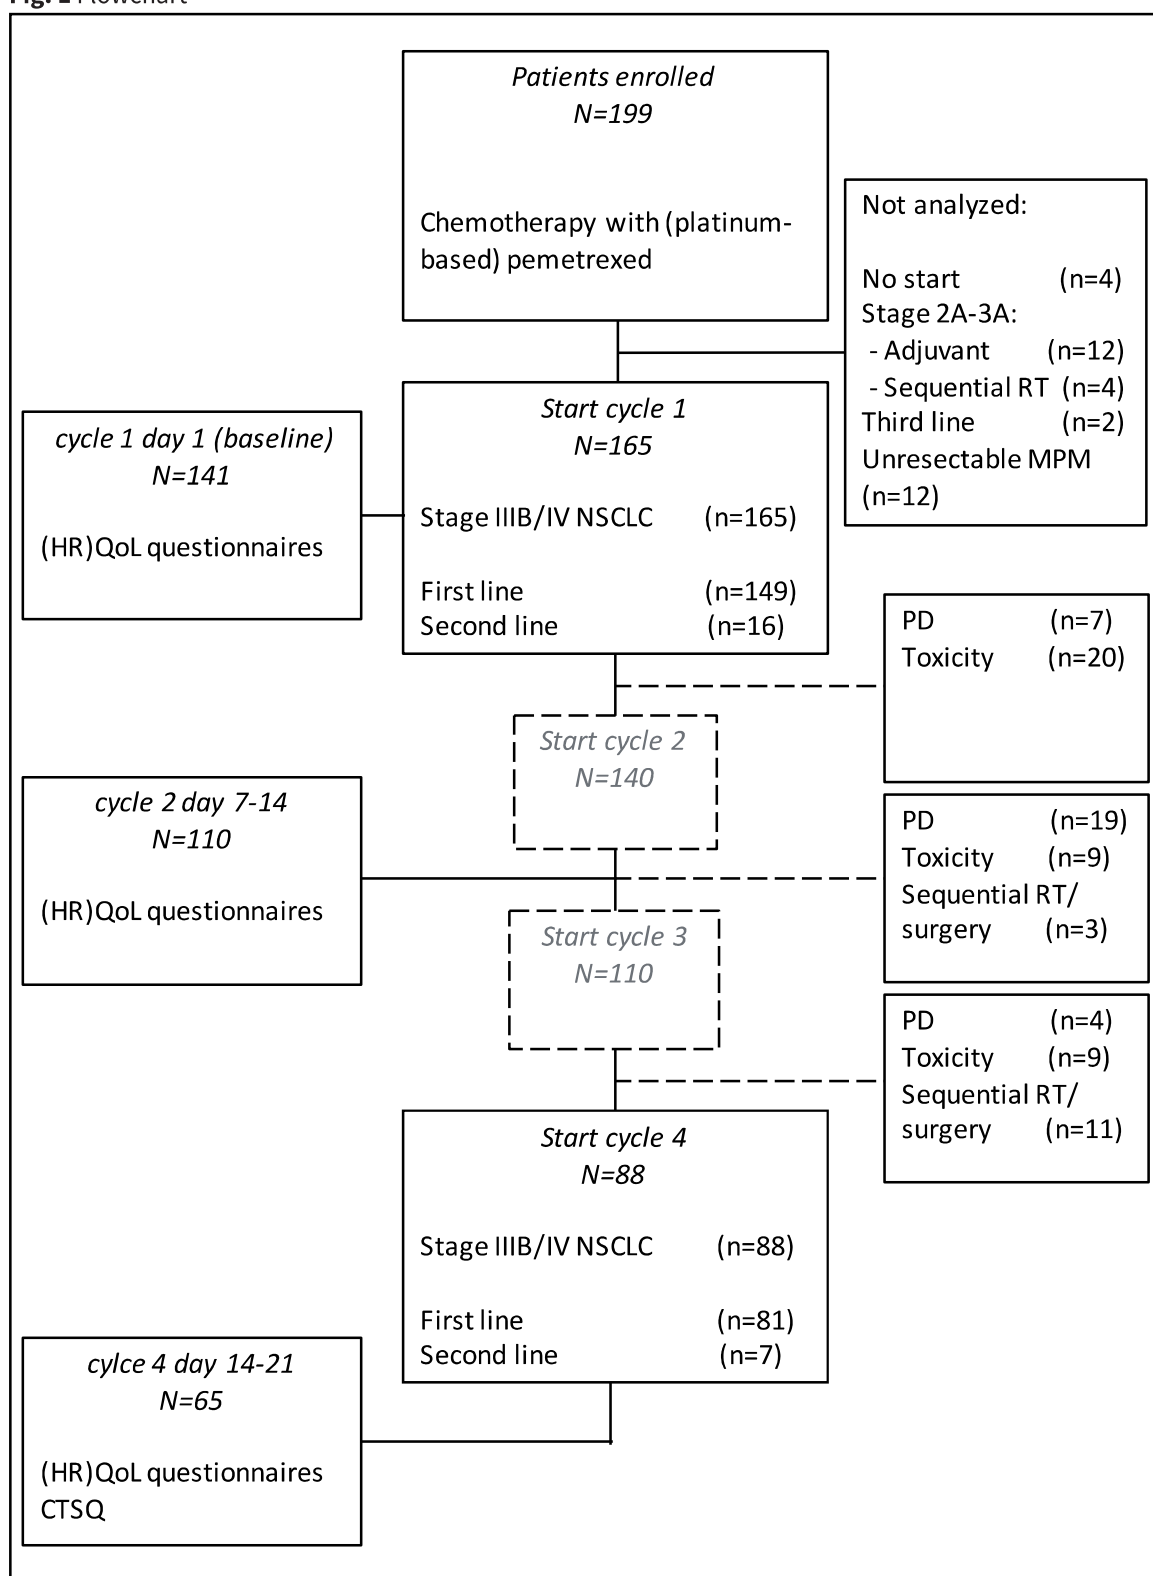 Fig. 1 Flowchart
Patients enrolled
N=199
Chemotherapy with (platinum-
based) pemetrexed
Not analyzed:
No start (n=4)
Stage 2A-3A:
- Adjuvant (n=12)
- Sequential RT (n=4)
Third line (n=2)
Unresectable MPM
(n=12)
cycle 1 day 1 (baseline)
N=141
(HR)QoL questionnaires
Start cycle 1
N=165
Stage IIIB/IV NSCLC (n=165)
First line (n=149)
Second line (n=16)
PD (n=7)
Toxicity (n=20)
Start cycle 2
N=140
cycle 2 day 7-14
N=110
(HR)QoL questionnaires
PD (n=19)
Toxicity (n=9)
Sequential RT/
surgery (n=3)
Start cycle 3
N=110
PD (n=4)
Toxicity (n=9)
Sequential RT/
surgery (n=11)
Start cycle 4
N=88
Stage IIIB/IV NSCLC (n=88)
First line (n=81)
Second line (n=7)
cylce 4 day 14-21
N=65
(HR)QoL questionnaires
CTSQ